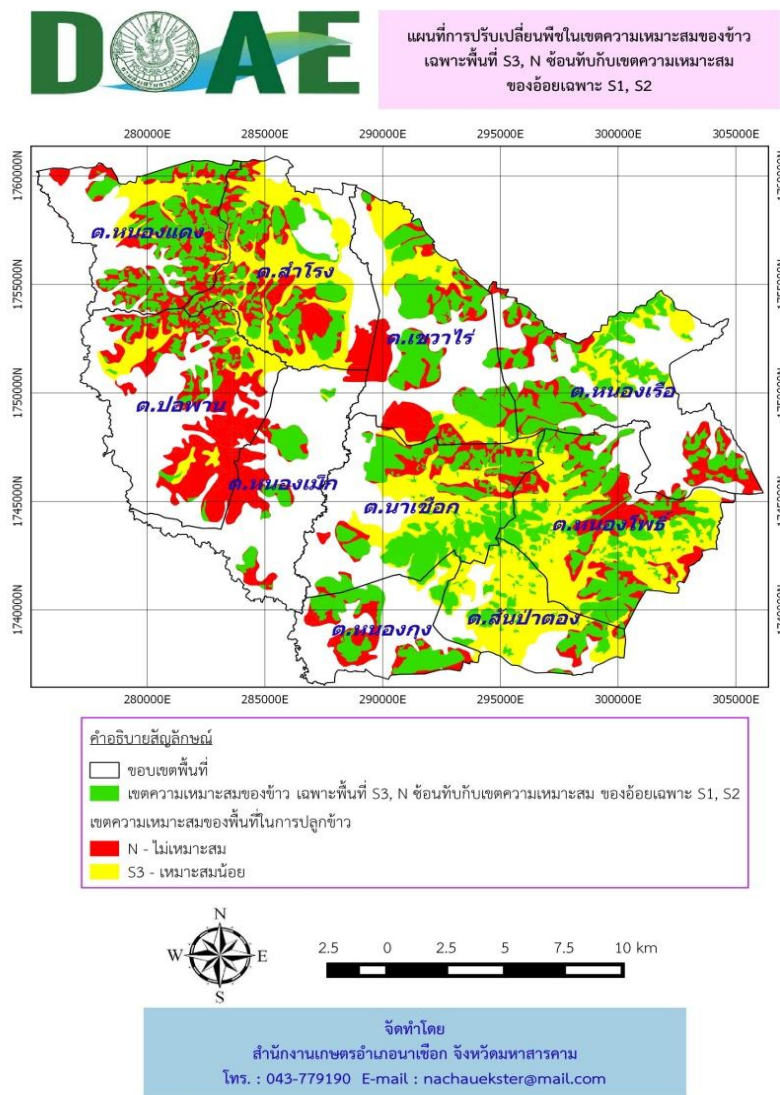 DOAE
แผนที่การปรับเปลี่ยนพืชในเขตความเหมาะสมของข้าว
เฉพาะพื้นที่ S3, N ซ้อนทับกับเขตความเหมาะสม
ของอ้อยเฉพาะ S1, S2
280000E 285000E 290000E 295000E 300000E 305000E
1760000N
ต.หนองแดง
ต.สำโรง
1755000N
ต.เขวาไร่
ต.หนองเรือ
1750000N
ต.ปอพาน
ต.หนองเม็ก
ต.นาเชือก
1745000N
ต.หนองโพธิ์
1740000N
ต.สันป่าตอง
ต.หนองกุง
280000E 285000E 290000E 295000E 300000E 305000E
คำอธิบายสัญลักษณ์
ขอบเขตพื้นที่
เขตความเหมาะสมของข้าว เฉพาะพื้นที่ S3, N ซ้อนทับกับเขตความเหมาะสม ของอ้อยเฉพาะ S1, S2
เขตความเหมาะสมของพื้นที่ในการปลูกข้าว
N - ไม่เหมาะสม
S3 - เหมาะสมน้อย
N
W E
S
2.5 0 2.5 5 7.5 10 km
จัดทำโดย
สำนักงานเกษตรอำเภอนาเชือก จังหวัดมหาสารคาม
โทร. : 043-779190 E-mail : nachauekster@mail.com